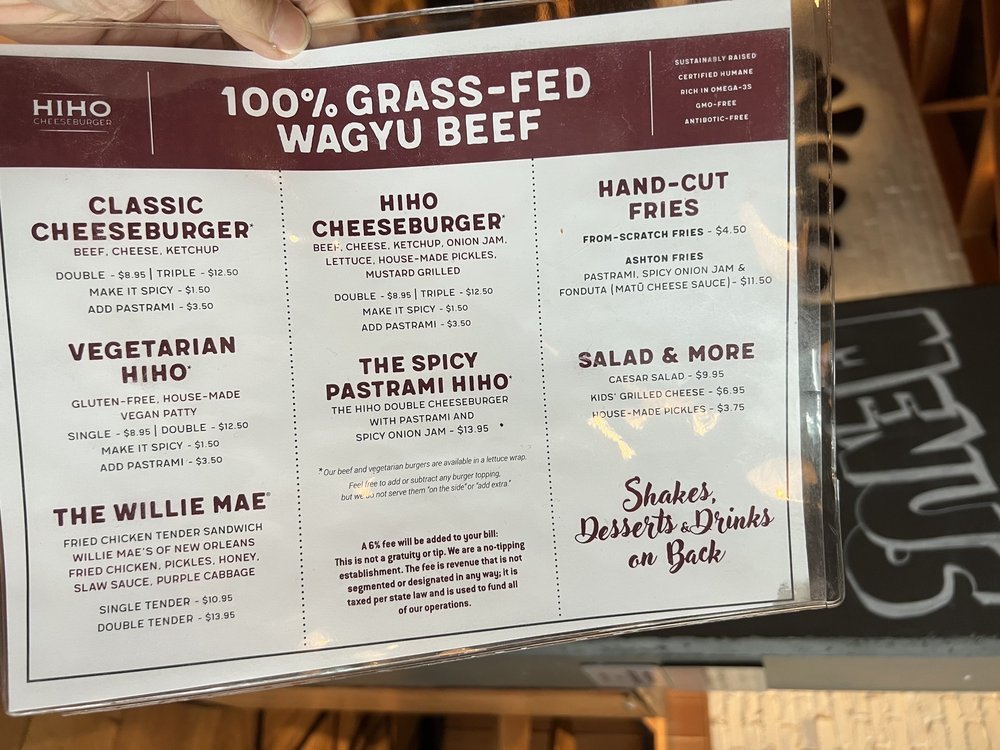 HIHO
CHEESEBURGER
100% GRASS-FED
WAGYU BEEF
SUSTAINABLY RAISED
CERTIFIED HUMANE
RICH IN OMEGA-3S
GMO-FREE
ANTIBOTIC-FREE
CLASSIC
CHEESEBURGER*
BEEF, CHEESE, KETCHUP
DOUBLE - $8.95 | TRIPLE - $12.50
MAKE IT SPICY - $1.50
ADD PASTRAMI - $3.50
VEGETARIAN
HIHO*
GLUTEN-FREE, HOUSE-MADE
VEGAN PATTY
SINGLE - $8.95 | DOUBLE - $12.50
MAKE IT SPICY - $1.50
ADD PASTRAMI - $3.50
THE WILLIE MAE®
FRIED CHICKEN TENDER SANDWICH
WILLIE MAE'S OF NEW ORLEANS
FRIED CHICKEN, PICKLES, HONEY,
SLAW SAUCE, PURPLE CABBAGE
SINGLE TENDER - $10.95
DOUBLE TENDER - $13.95
HIHO
CHEESEBURGER*
BEEF, CHEESE, KETCHUP, ONION JAM,
LETTUCE, HOUSE-MADE PICKLES,
MUSTARD GRILLED
DOUBLE - $8.95 | TRIPLE - $12.50
MAKE IT SPICY - $1.50
ADD PASTRAMI - $3.50
THE SPICY
PASTRAMI HIHO*
THE HIHO DOUBLE CHEESEBURGER
WITH PASTRAMI AND
SPICY ONION JAM - $13.95
*Our beef and vegetarian burgers are available in a lettuce wrap.
Feel free to add or subtract any burger topping,
but we do not serve them "on the side" or "add extra."
A 6% fee will be added to your bill:
This is not a gratuity or tip. We are a no-tipping
establishment. The fee is revenue that is not
segmented or designated in any way; it is
taxed per state law and is used to fund all
of our operations.
HAND-CUT
FRIES
FROM-SCRATCH FRIES - $4.50
ASHTON FRIES
PASTRAMI, SPICY ONION JAM &
FONDUTA (MATŪ CHEESE SAUCE) - $11.50
SALAD & MORE
CAESAR SALAD - $9.95
KIDS' GRILLED CHEESE - $6.95
HOUSE-MADE PICKLES - $3.75
Shakes,
Desserts & Drinks
on Back
MENUS